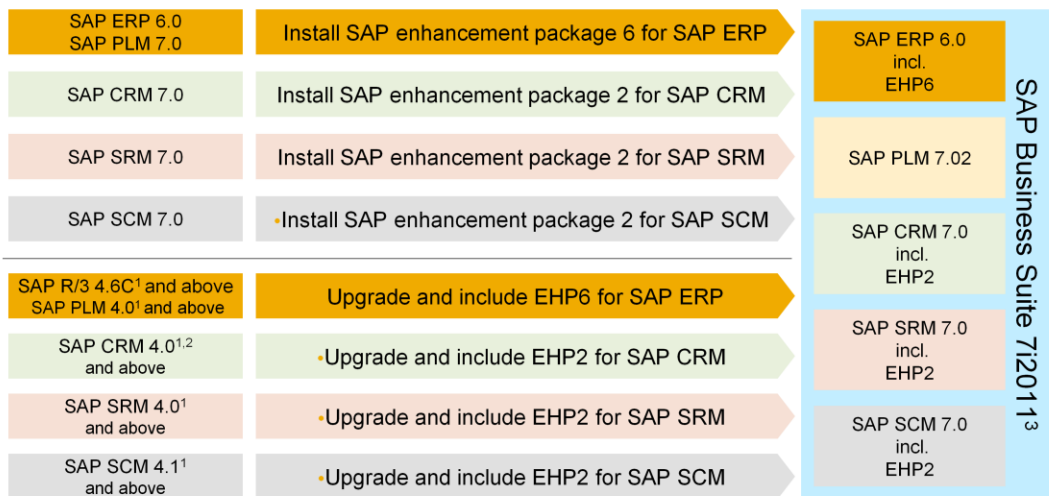 SAP ERP 6.0
SAP PLM 7.0
Install SAP enhancement package 6 for SAP ERP
SAP CRM 7.0
Install SAP enhancement package 2 for SAP CRM
SAP SRM 7.0
Install SAP enhancement package 2 for SAP SRM
SAP SCM 7.0
•Install SAP enhancement package 2 for SAP SCM
SAP R/3 4.6C¹ and above
SAP PLM 4.0¹ and above
Upgrade and include EHP6 for SAP ERP
SAP CRM 4.0¹,²
and above
•Upgrade and include EHP2 for SAP CRM
SAP SRM 4.0¹
and above
•Upgrade and include EHP2 for SAP SRM
SAP SCM 4.1¹
and above
•Upgrade and include EHP2 for SAP SCM
SAP ERP 6.0
incl.
EHP6
SAP PLM 7.02
SAP CRM 7.0
incl.
EHP2
SAP SRM 7.0
incl.
EHP2
SAP SCM 7.0
incl.
EHP2
SAP Business Suite 7i2011³